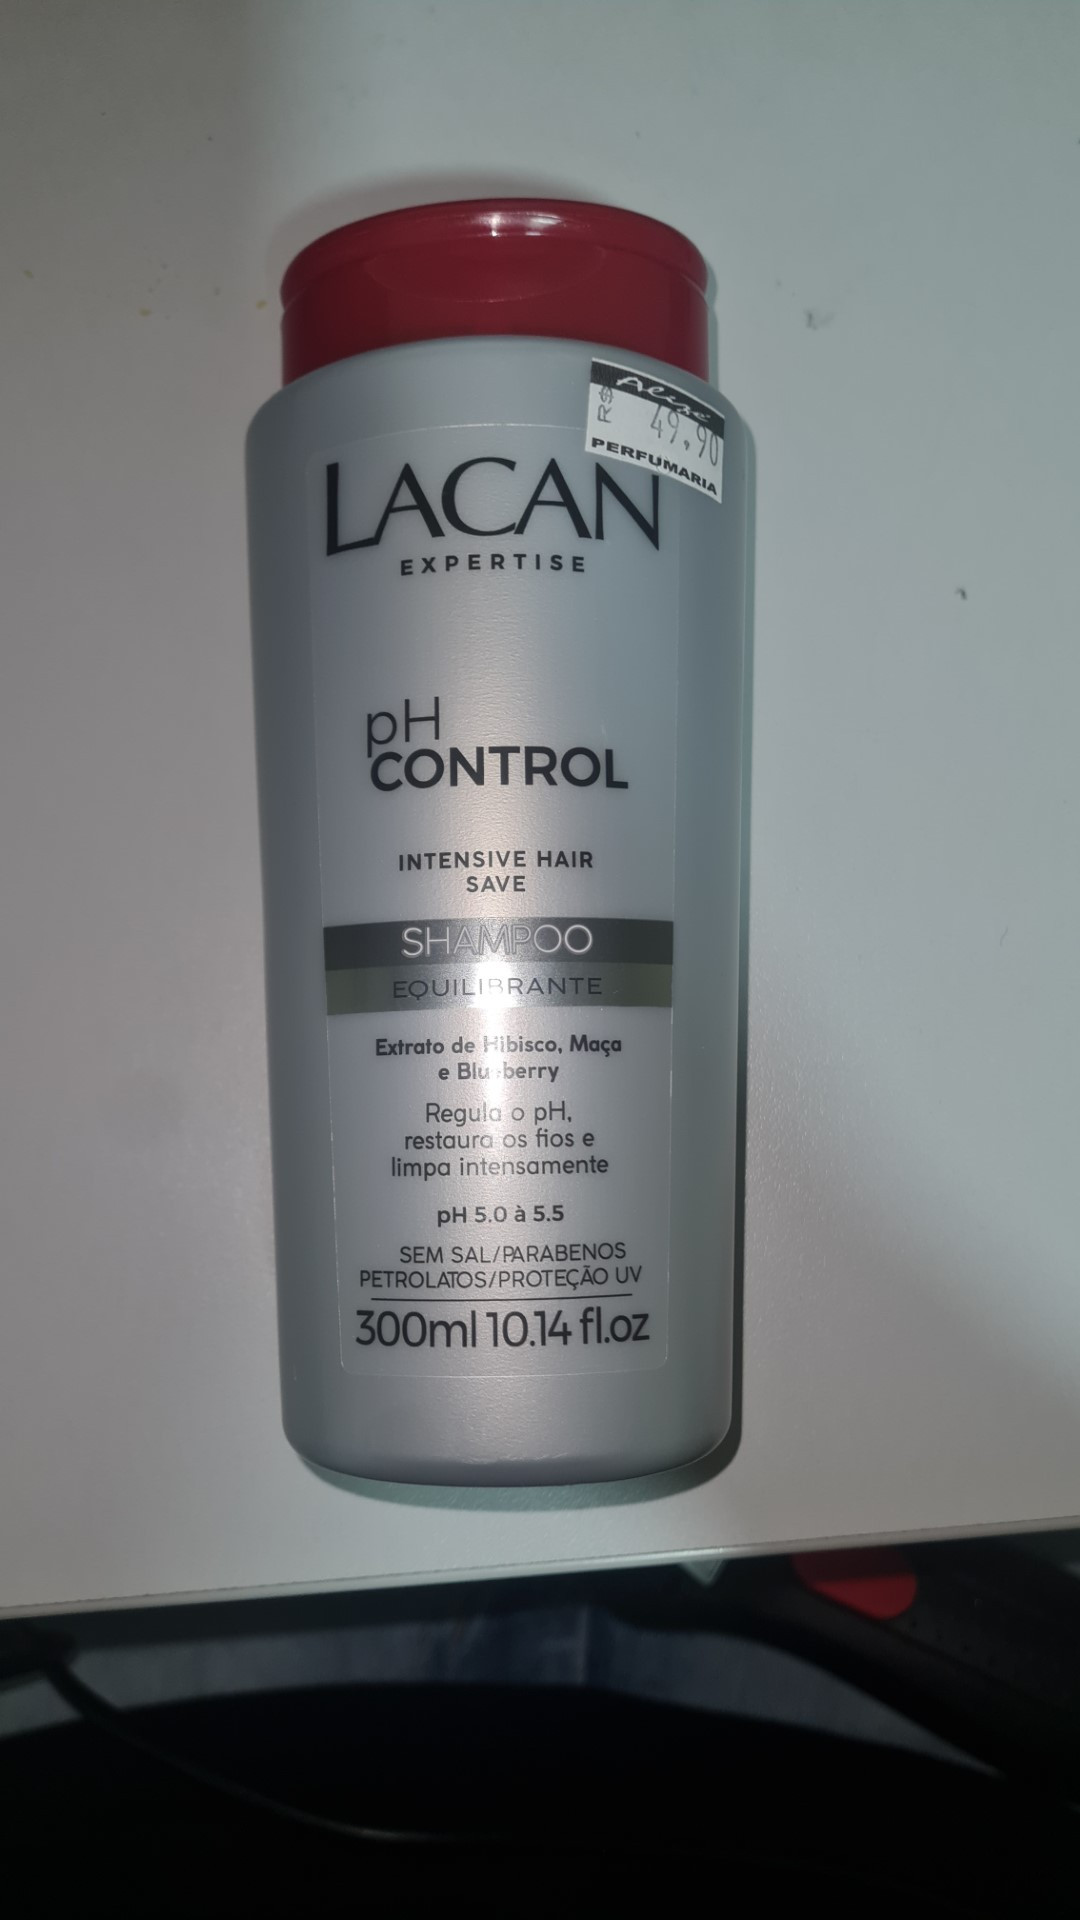 Alizé
R$ 49,90
PERFUMARIA
LACAN
EXPERTISE
pH
CONTROL
INTENSIVE HAIR
SAVE
SHAMPOO
EQUILIBRANTE
Extrato de Hibisco, Maça
e Blueberry
Regula o pH,
restaura os fios e
limpa intensamente
pH 5.0 à 5.5
SEM SAL/PARABENOS
PETROLATOS/PROTEÇÃO UV
300ml 10.14 fl.oz